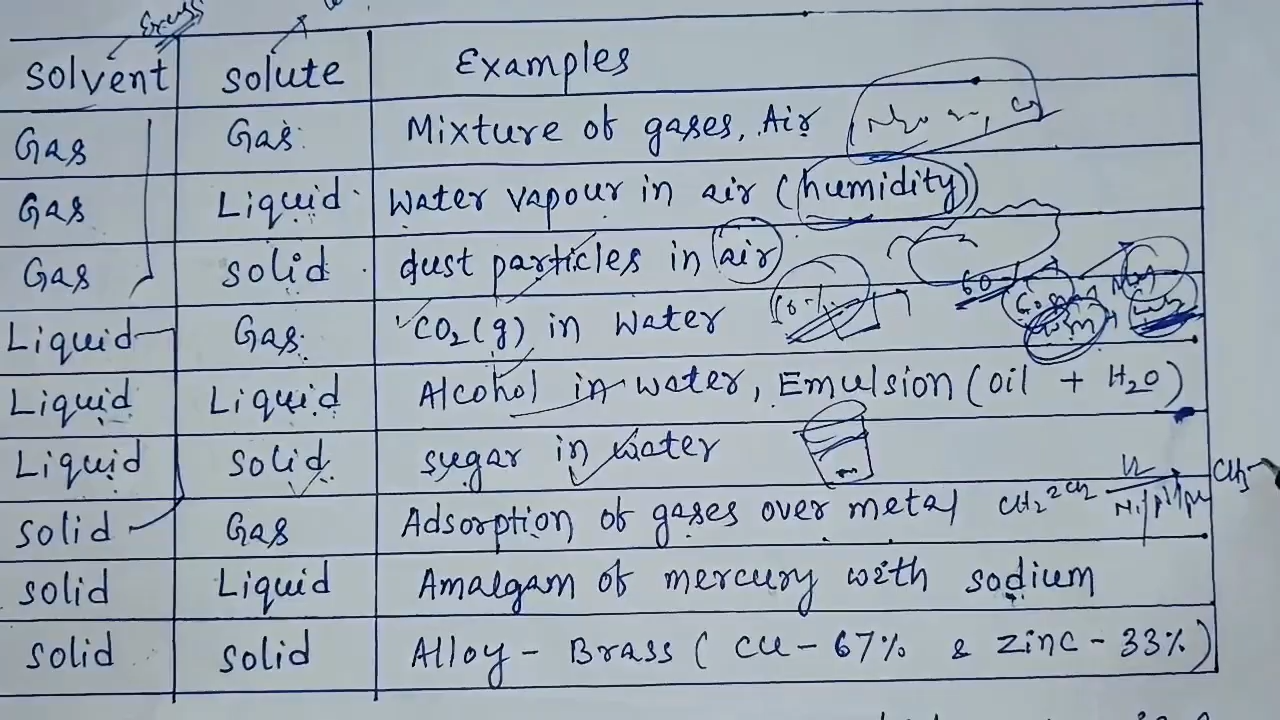 Excess
Solvent Solute Examples
Gas Gas Mixture of gases, Air
Gas Liquid Water vapour in air (humidity)
Gas Solid dust particles in air
Liquid Gas CO2(g) in Water
Liquid Liquid Alcohol in water, Emulsion (oil + H2O)
Liquid Solid sugar in water
Solid Gas Adsorption of gases over metal
Solid Liquid Amalgam of mercury with sodium
Solid Solid Alloy - Brass ( Cu - 67% & Zinc - 33%)